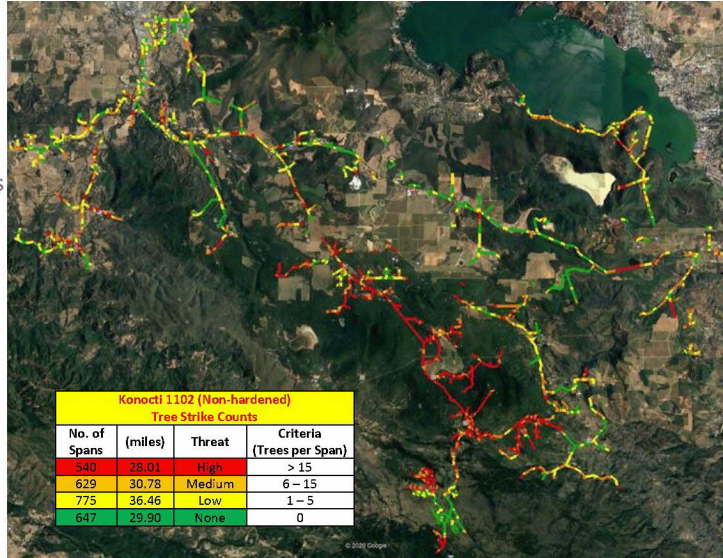 s
Konocti 1102 (Non-hardened)
Tree Strike Counts
No. of Spans (miles) Threat Criteria (Trees per Span)
540 28.01 High > 15
629 30.78 Medium 6 – 15
775 36.46 Low 1 – 5
647 29.90 None 0
© 2020 Google